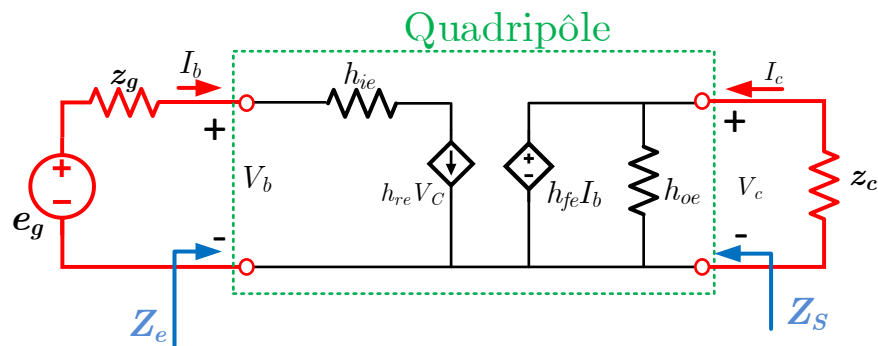 Quadripôle
z_g
I_b
h_ie
I_c
+
+
+
-
e_g
V_b
h_re V_C
+
-
h_fe I_b
h_oe
V_c
z_c
-
-
Z_e
Z_S